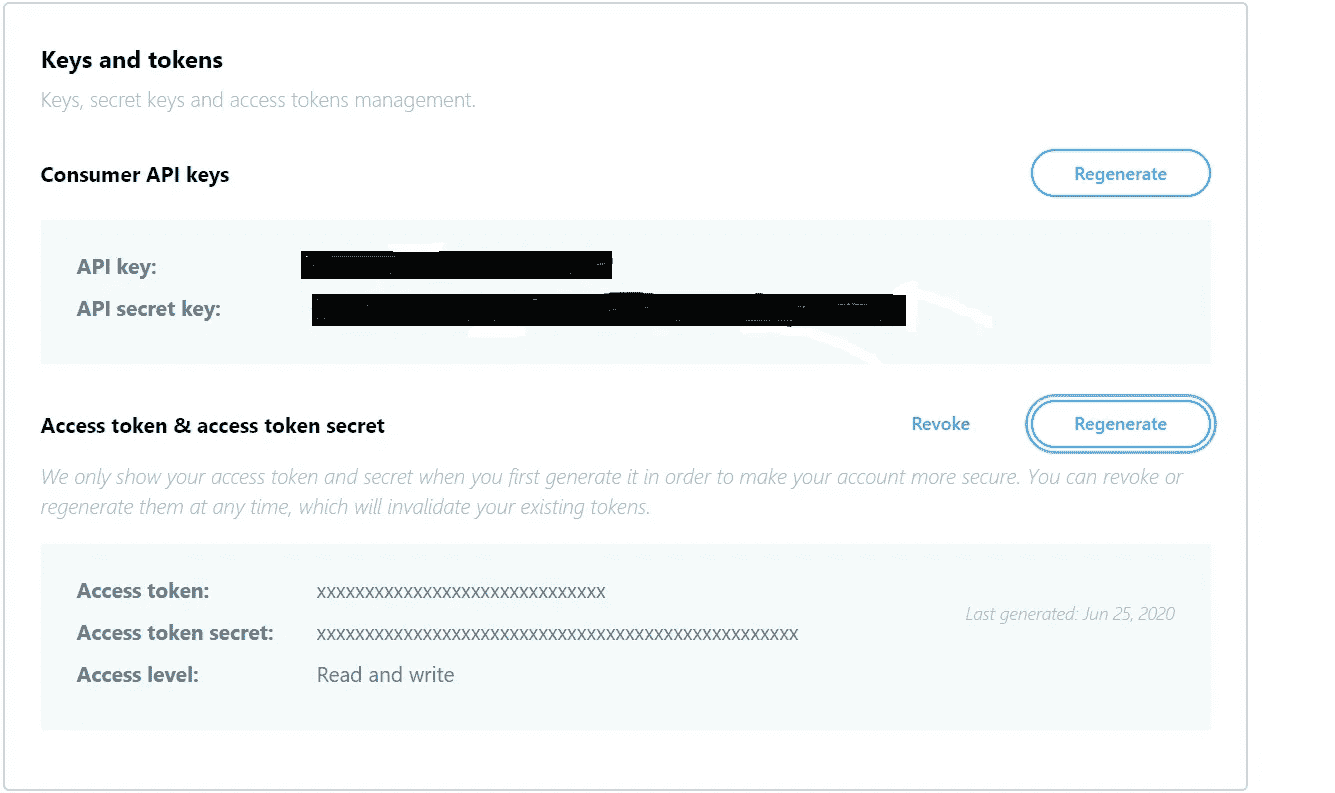 Keys and tokens
Keys, secret keys and access tokens management.
Consumer API keys
Regenerate
API key:
API secret key:
Access token & access token secret
Revoke
Regenerate
We only show your access token and secret when you first generate it in order to make your account more secure. You can revoke or
regenerate them at any time, which will invalidate your existing tokens.
Access token: xxxxxxxxxxxxxxxxxxxxxxxxxxxxxx
Last generated: Jun 25, 2020
Access token secret: xxxxxxxxxxxxxxxxxxxxxxxxxxxxxxxxxxxxxxxxxxxxxxxxxx
Access level: Read and write